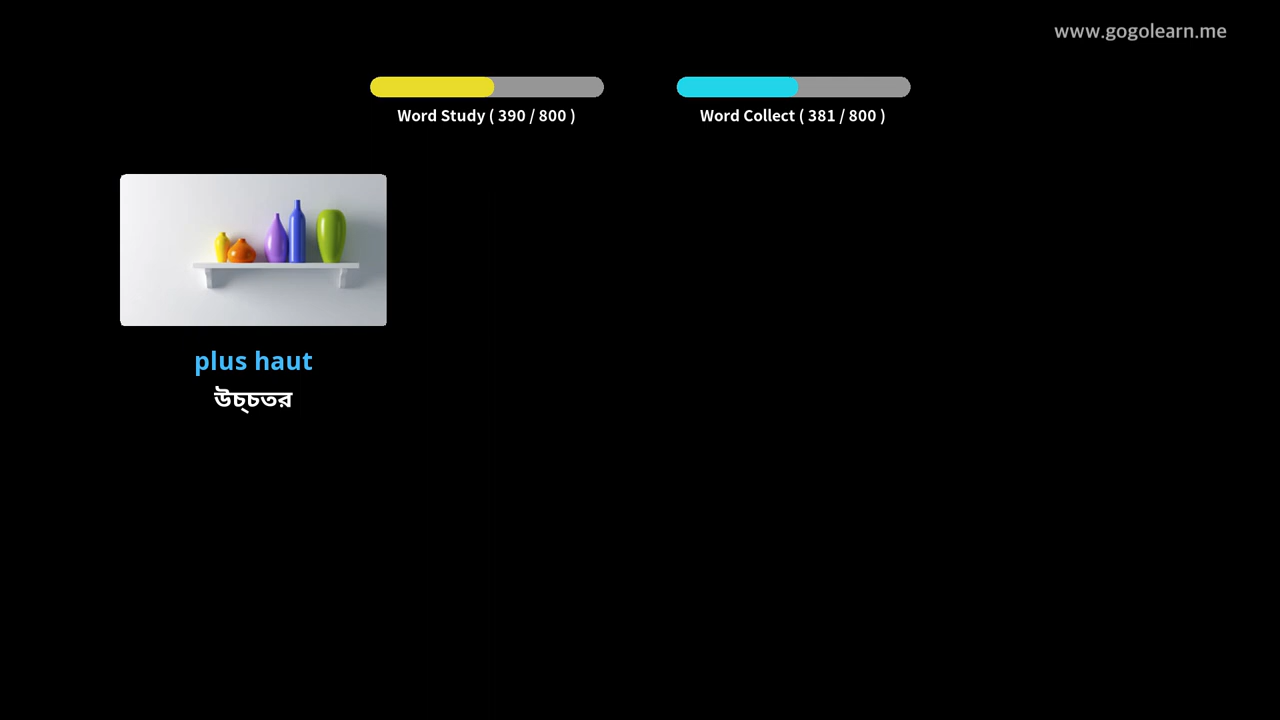 www.gogolearn.me
Word Study ( 390 / 800 )
Word Collect ( 381 / 800 )
plus haut
উচ্চতর